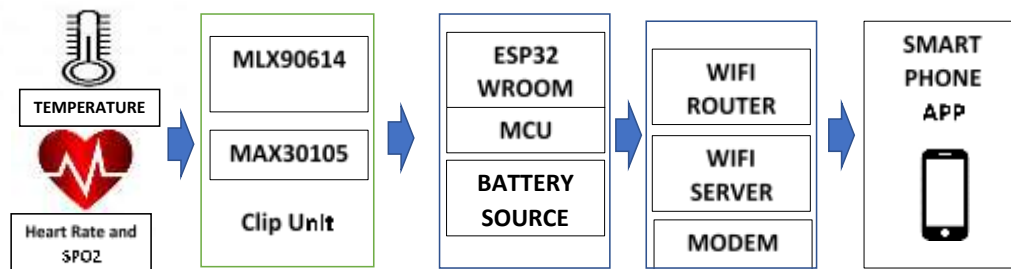 TEMPERATURE
Heart Rate and
SPO2
MLX90614
MAX30105
Clip Unit
ESP32
WROOM
MCU
BATTERY
SOURCE
WIFI
ROUTER
WIFI
SERVER
MODEM
SMART
PHONE
APP